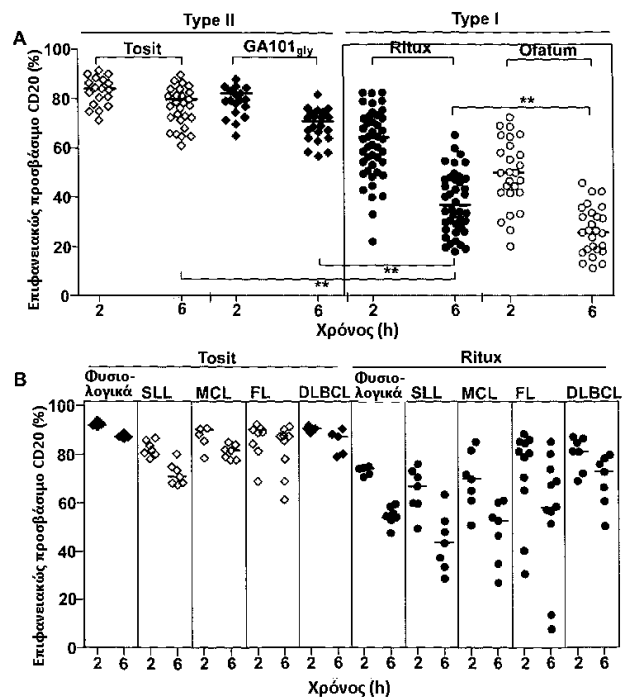 Type II Type I
A
Tosit GA101gly Ritux Ofatum
Επιφανειακώς προσβάσιμο CD20 (%)
100
80
60
40
20
0
**
**
**
2 6 2 6 2 6 2 6
Χρόνος (h)
Tosit Ritux
B
Φυσιο-
λογικά SLL MCL FL DLBCL Φυσιο-
λογικά SLL MCL FL DLBCL
Επιφανειακώς προσβάσιμο CD20 (%)
100
80
60
40
20
0
2 6 2 6 2 6 2 6 2 6 2 6 2 6 2 6 2 6 2 6
Χρόνος (h)